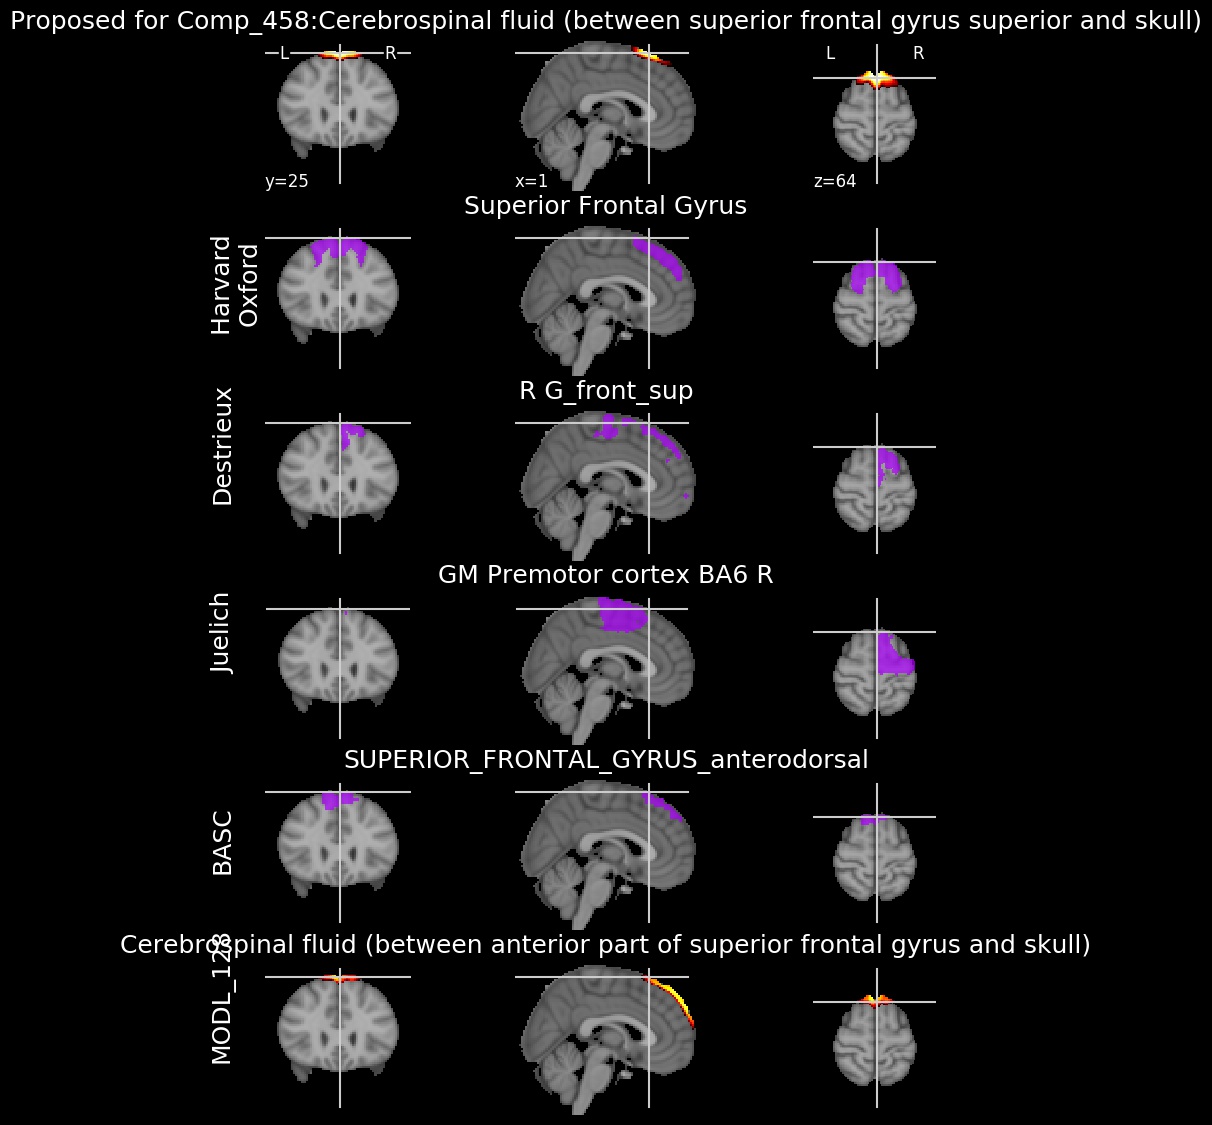 Proposed for Comp_458:Cerebrospinal fluid (between superior frontal gyrus superior and skull)
L R L R
y=25 x=1 z=64
Superior Frontal Gyrus
Harvard
Oxford
R G_front_sup
Destrieux
GM Premotor cortex BA6 R
Juelich
SUPERIOR_FRONTAL_GYRUS_anterodorsal
BASC
Cerebrospinal fluid (between anterior part of superior frontal gyrus and skull)
MODL_128